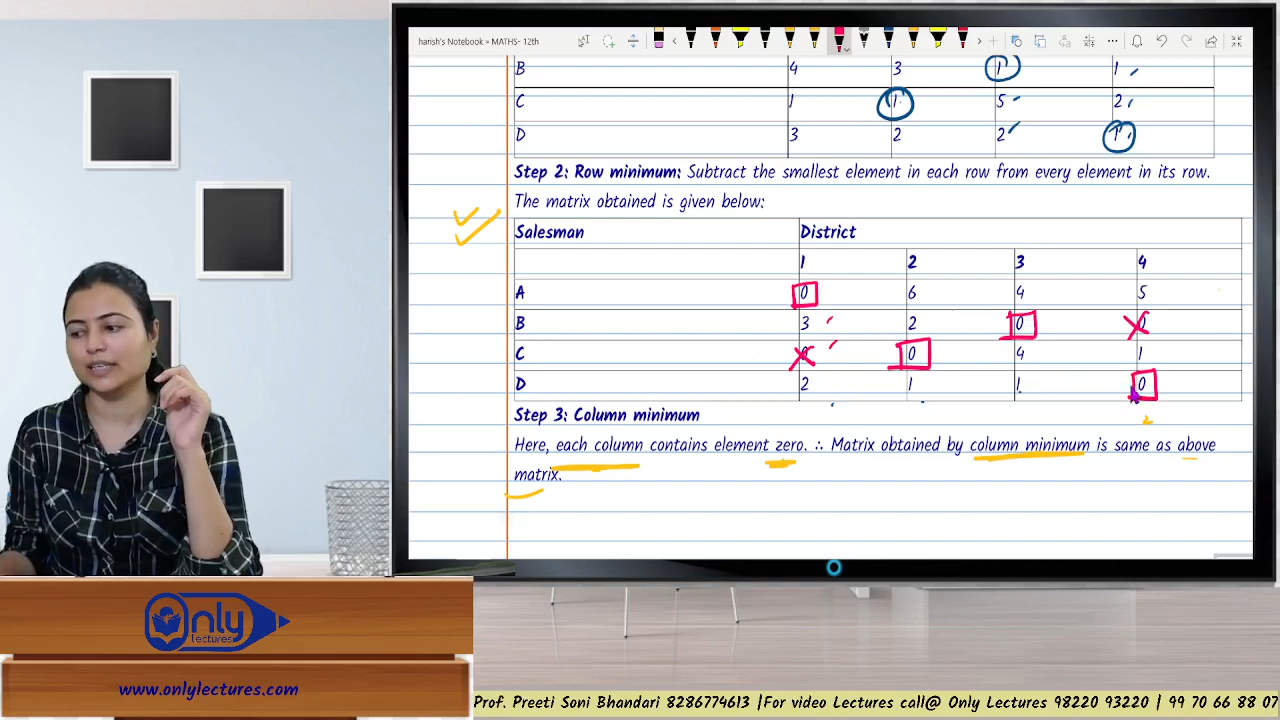 harish's Notebook » MATHS- 12th
B 4 3 1 1
C 1 1 5 2
D 3 2 2 1
Step 2: Row minimum: Subtract the smallest element in each row from every element in its row.
The matrix obtained is given below:
Salesman District
1 2 3 4
A 0 6 4 5
B 3 2 0 0
C 0 0 4 1
D 2 1 1 0
Step 3: Column minimum
Here, each column contains element zero. ∴ Matrix obtained by column minimum is same as above
matrix.
Only
lectures
www.onlylectures.com
Prof. Preeti Soni Bhandari 8286774613 |For video Lectures call@ Only Lectures 98220 93220 | 99 70 66 88 07